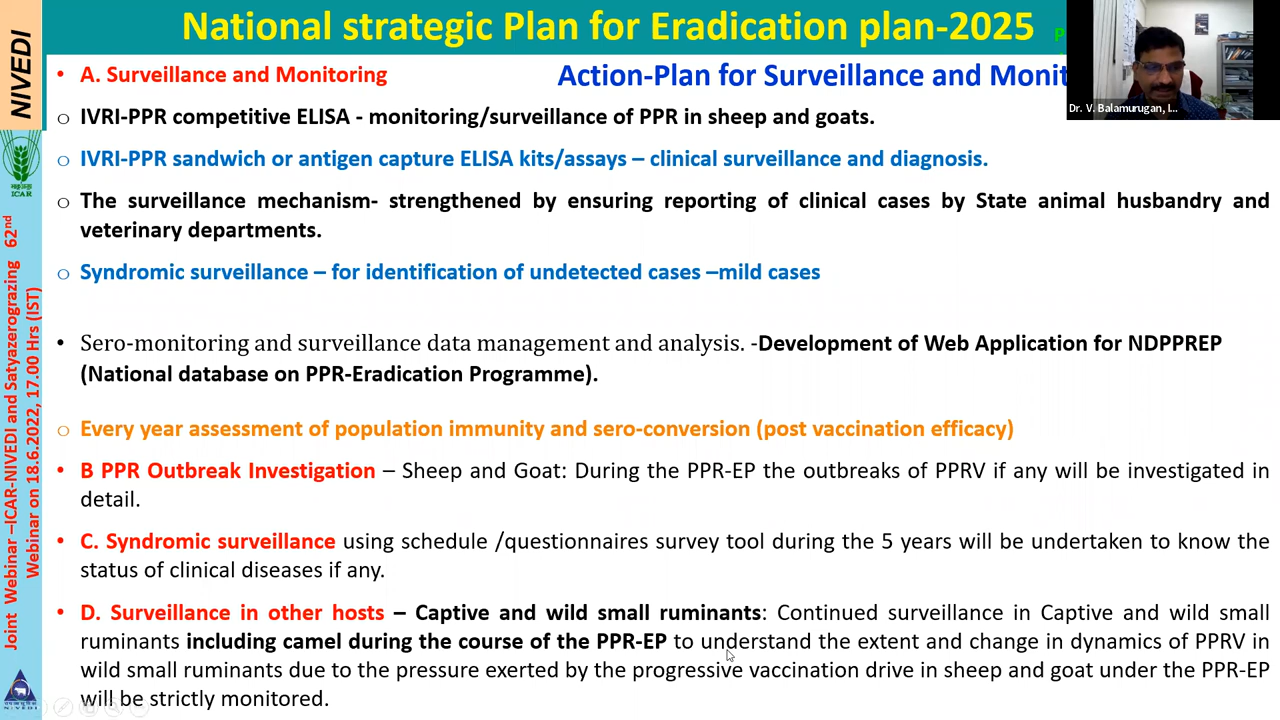 National strategic Plan for Eradication plan-2025
NIVEDI
• A. Surveillance and Monitoring
Action-Plan for Surveillance and Monit
Dr. V. Balamurugan, I...
o IVRI-PPR competitive ELISA - monitoring/surveillance of PPR in sheep and goats.
o IVRI-PPR sandwich or antigen capture ELISA kits/assays – clinical surveillance and diagnosis.
o The surveillance mechanism- strengthened by ensuring reporting of clinical cases by State animal husbandry and
veterinary departments.
o Syndromic surveillance – for identification of undetected cases –mild cases
• Sero-monitoring and surveillance data management and analysis. -Development of Web Application for NDPPREP
(National database on PPR-Eradication Programme).
o Every year assessment of population immunity and sero-conversion (post vaccination efficacy)
• B PPR Outbreak Investigation – Sheep and Goat: During the PPR-EP the outbreaks of PPRV if any will be investigated in
detail.
• C. Syndromic surveillance using schedule /questionnaires survey tool during the 5 years will be undertaken to know the
status of clinical diseases if any.
• D. Surveillance in other hosts – Captive and wild small ruminants: Continued surveillance in Captive and wild small
ruminants including camel during the course of the PPR-EP to understand the extent and change in dynamics of PPRV in
wild small ruminants due to the pressure exerted by the progressive vaccination drive in sheep and goat under the PPR-EP
will be strictly monitored.
ICAR
Joint Webinar –ICAR-NIVEDI and Satyazerograzing 62nd
Webinar on 18.6.2022, 17.00 Hrs (IST)
NIVEDI